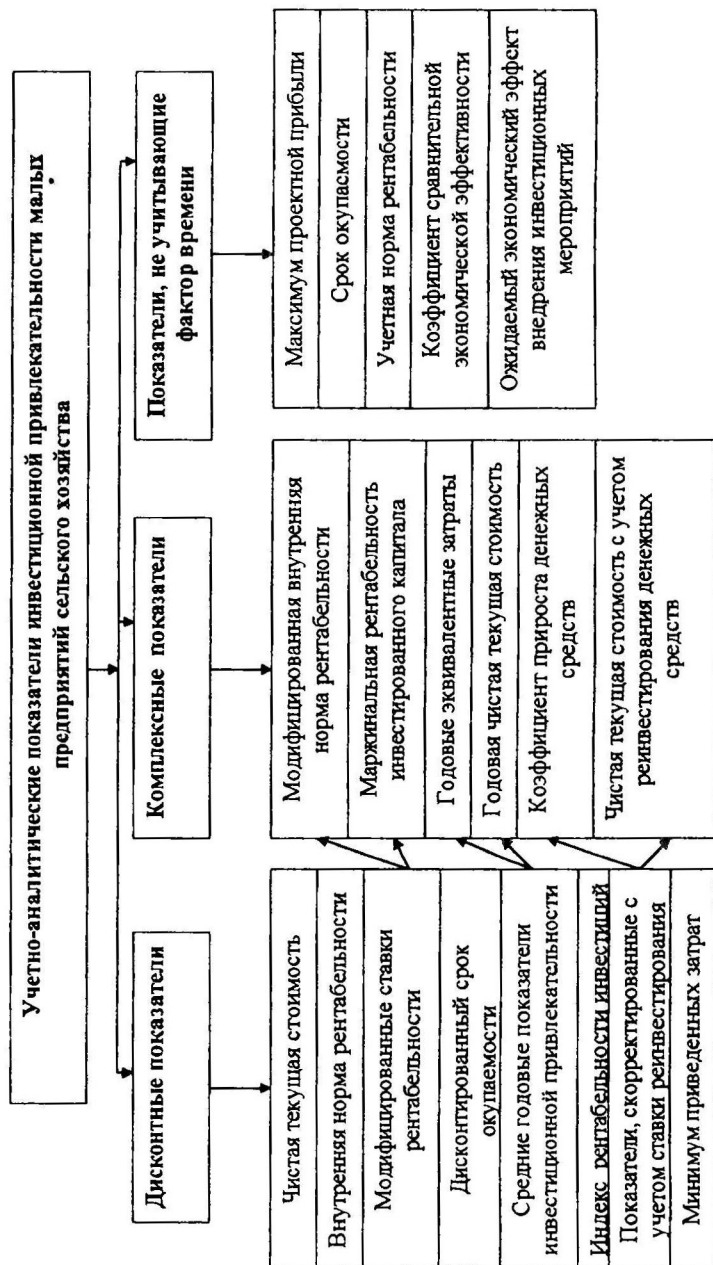 Учетно-аналитические показатели инвестиционной привлекательности малых
предприятий сельского хозяйства
Дисконтные показатели
Комплексные показатели
Показатели, не учитывающие
фактор времени
Чистая текущая стоимость
Внутренняя норма рентабельности
Модифицированные ставки
рентабельности
Дисконтированный срок
окупаемости
Средние годовые показатели
инвестиционной привлекательности
Индекс рентабельности инвестиций
Показатели, скорректированные с
учетом ставки реинвестирования
Минимум приведенных затрат
Модифицированная внутренняя
норма рентабельности
Маржинальная рентабельность
инвестированного капитала
Годовые эквивалентные затраты
Годовая чистая текущая стоимость
Коэффициент прироста денежных
средств
Чистая текущая стоимость с учетом
реинвестирования денежных
средств
Максимум проектной прибыли
Срок окупасмости
Учетная норма рентабельности
Коэффициент сравнительной
экономической эффективности
Ожидаемый экономический эффект
внедрения инвестиционных
мероприятий